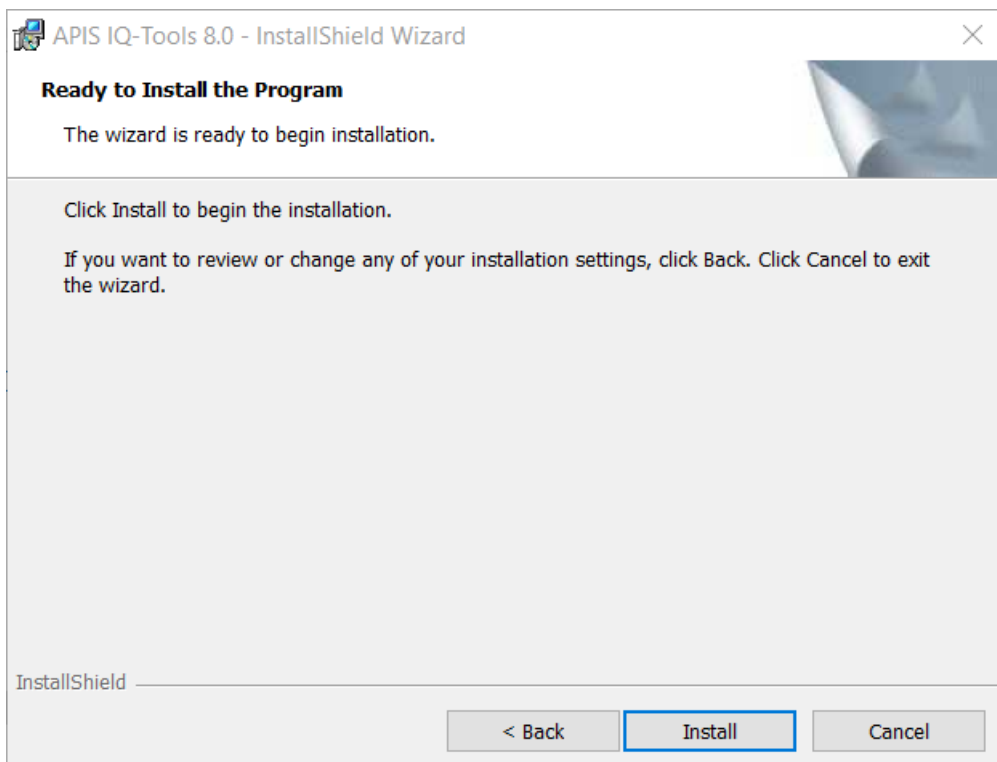 APIS IQ-Tools 8.0 - InstallShield Wizard
Ready to Install the Program
The wizard is ready to begin installation.
Click Install to begin the installation.
If you want to review or change any of your installation settings, click Back. Click Cancel to exit
the wizard.
InstallShield
< Back
Install
Cancel